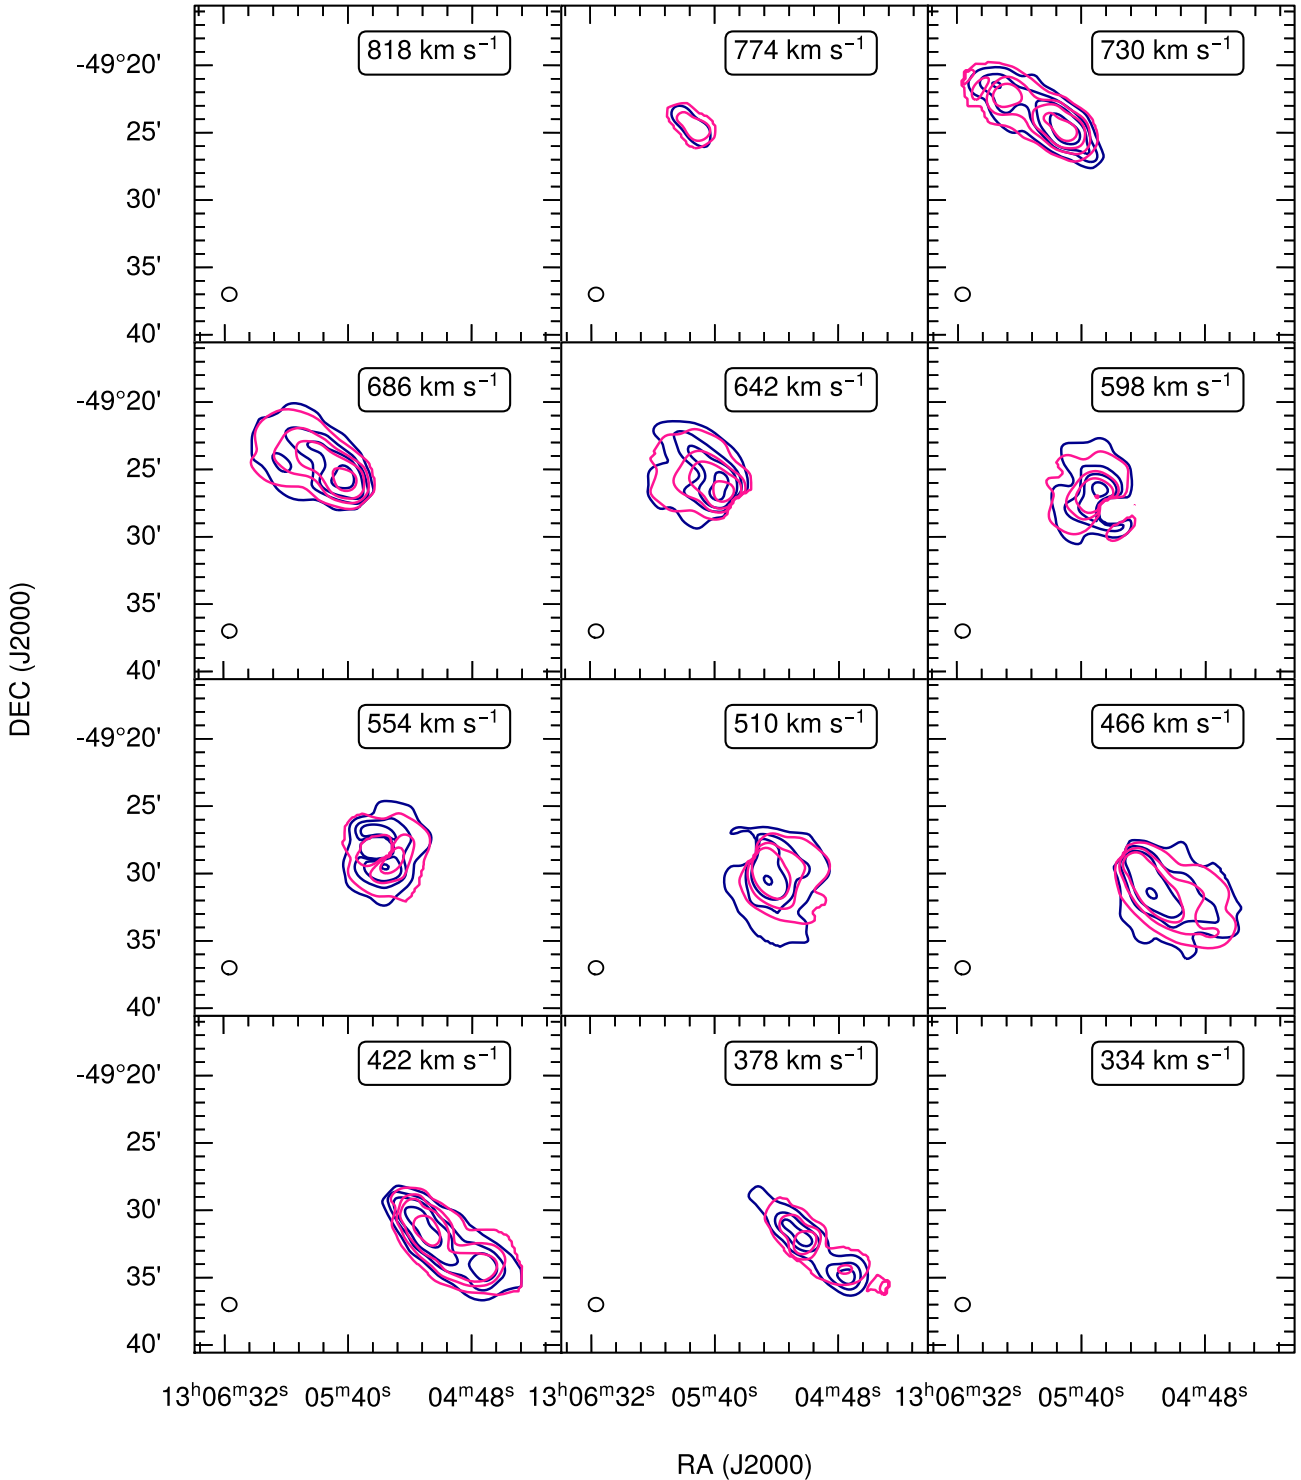 818 km s⁻¹
774 km s⁻¹
730 km s⁻¹
-49°20'
25'
30'
35'
40'
686 km s⁻¹
642 km s⁻¹
598 km s⁻¹
-49°20'
25'
30'
35'
40'
554 km s⁻¹
510 km s⁻¹
466 km s⁻¹
-49°20'
25'
30'
35'
40'
422 km s⁻¹
378 km s⁻¹
334 km s⁻¹
-49°20'
25'
30'
35'
40'
DEC (J2000)
13ʰ06ᵐ32ˢ 05ᵐ40ˢ 04ᵐ48ˢ 13ʰ06ᵐ32ˢ 05ᵐ40ˢ 04ᵐ48ˢ 13ʰ06ᵐ32ˢ 05ᵐ40ˢ 04ᵐ48ˢ
RA (J2000)